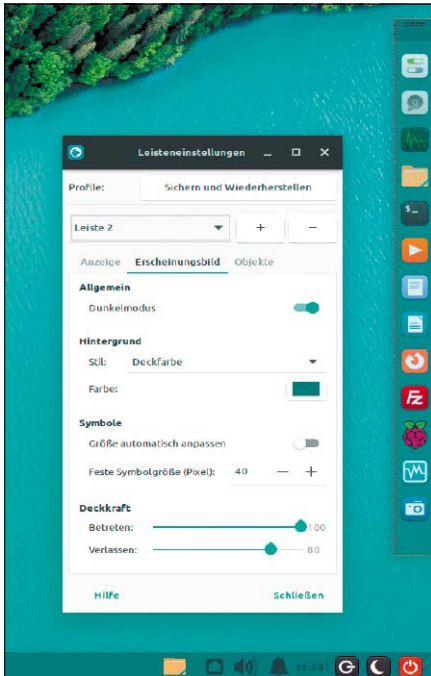 Leisteneinstellungen
Profile: Sichern und Wiederherstellen
Leiste 2 + −
Anzeige Erscheinungsbild Objekte
Allgemein
Dunkelmodus
Hintergrund
Stil: Deckfarbe
Farbe:
Symbole
Größe automatisch anpassen
Feste Symbolgröße (Pixel): 40 − +
Deckkraft
Betreten: 100
Verlassen: 80
Hilfe Schließen
$_
FZ
G